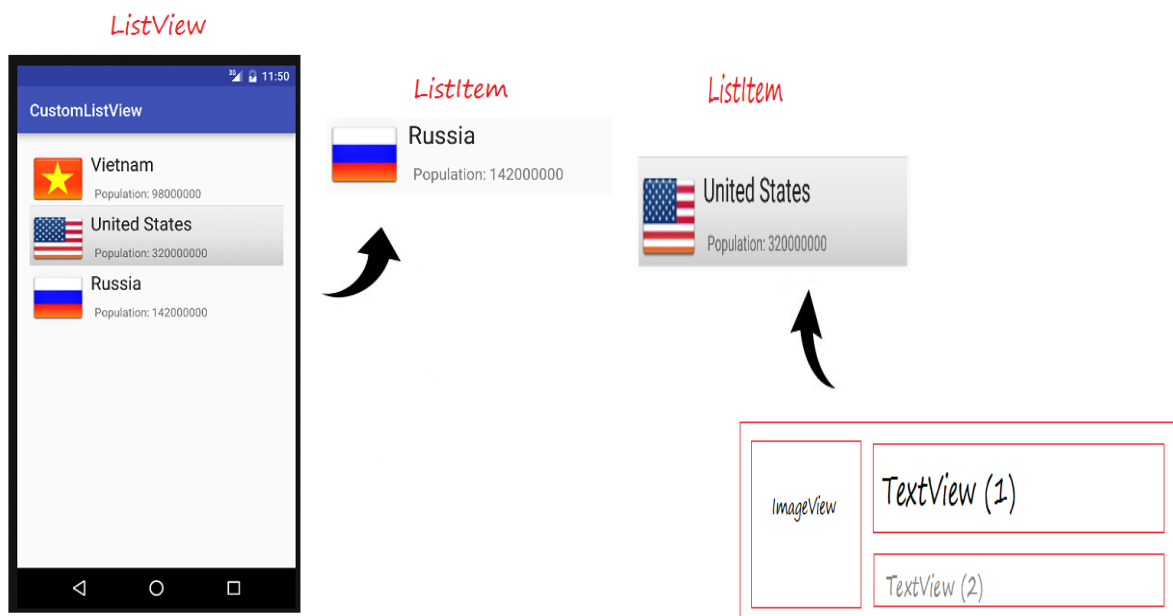 ListView
3G 11:50
CustomListView
Vietnam
Population: 98000000
United States
Population: 320000000
Russia
Population: 142000000
ListItem
Russia
Population: 142000000
ListItem
United States
Population: 320000000
ImageView
TextView (1)
TextView (2)